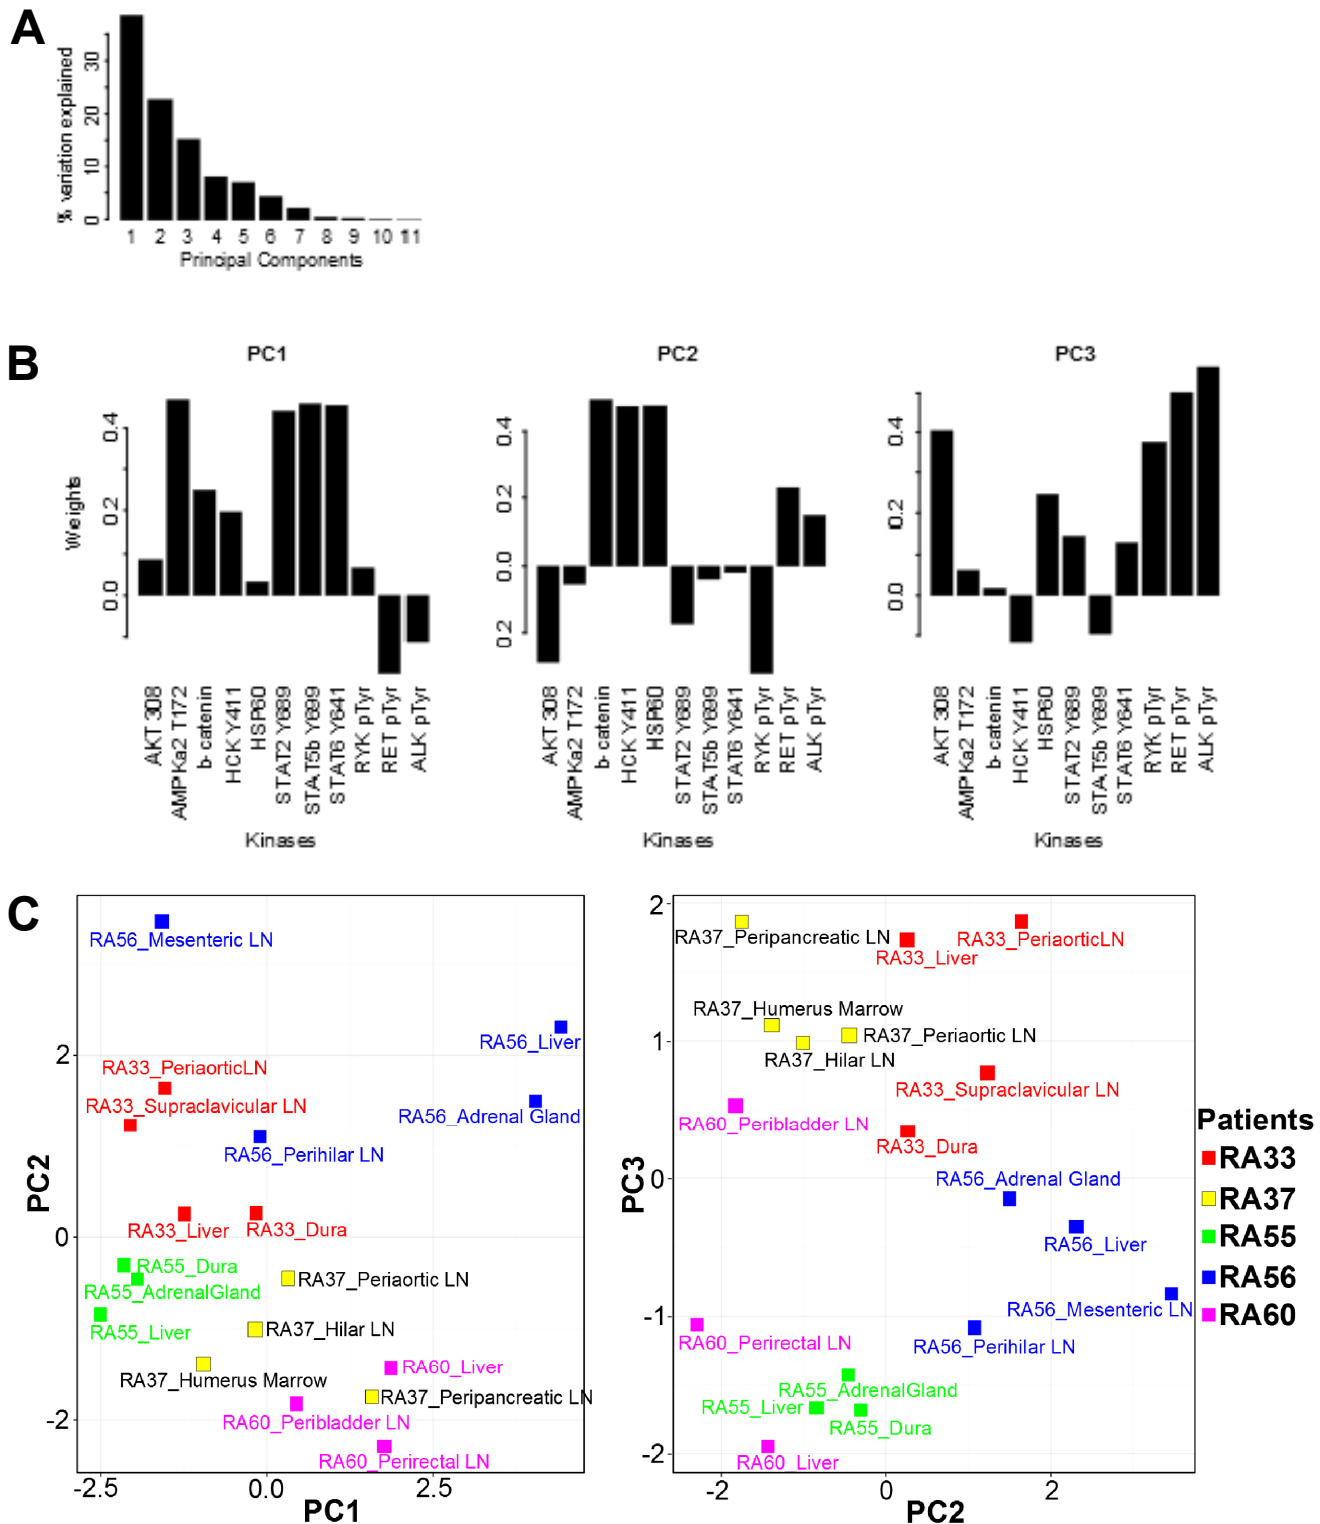 A
% variation explained
0 10 20 30
1 2 3 4 5 6 7 8 9 10 11
Principal Components
B
PC1
PC2
PC3
Weights
0.0 0.2 0.4
0.2 0.0 0.2 0.4
0.0 0.2 0.4
AKT 308
AMPKa2 T172
b- catenin
HCK Y411
HSP60
STAT2 Y689
STAT5b Y699
STAT6 Y641
RYK pTyr
RET pTyr
ALK pTyr
AKT 308
AMPKa2 T172
b- catenin
HCK Y411
HSP60
STAT2 Y689
STAT5b Y699
STAT6 Y641
RYK pTyr
RET pTyr
ALK pTyr
AKT 308
AMPKa2 T172
b- catenin
HCK Y411
HSP60
STAT2 Y689
STAT5b Y699
STAT6 Y641
RYK pTyr
RET pTyr
ALK pTyr
Kinases
Kinases
Kinases
C
RA56_Mesenteric LN
RA56_Liver
2
RA33_PeriaorticLN
RA33_Supraclavicular LN
RA56_Adrenal Gland
RA56_Perihilar LN
PC2
RA33_Liver
RA33_Dura
0
RA55_Dura
RA55_AdrenalGland
RA37_Periaortic LN
RA55_Liver
RA37_Hilar LN
RA37_Humerus Marrow
RA60_Liver
RA37_Peripancreatic LN
RA60_Peribladder LN
-2
RA60_Perirectal LN
-2.5 0.0 2.5
PC1
2
RA37_Peripancreatic LN
RA33_PeriaorticLN
RA33_Liver
RA37_Humerus Marrow
RA37_Periaortic LN
1
RA37_Hilar LN
RA33_Supraclavicular LN
RA60_Peribladder LN
RA33_Dura
PC3
0
RA56_Adrenal Gland
RA56_Liver
RA56_Mesenteric LN
-1
RA60_Perirectal LN
RA56_Perihilar LN
RA55_AdrenalGland
RA55_Liver
RA55_Dura
-2
RA60_Liver
-2 0 2
PC2
Patients
RA33
RA37
RA55
RA56
RA60